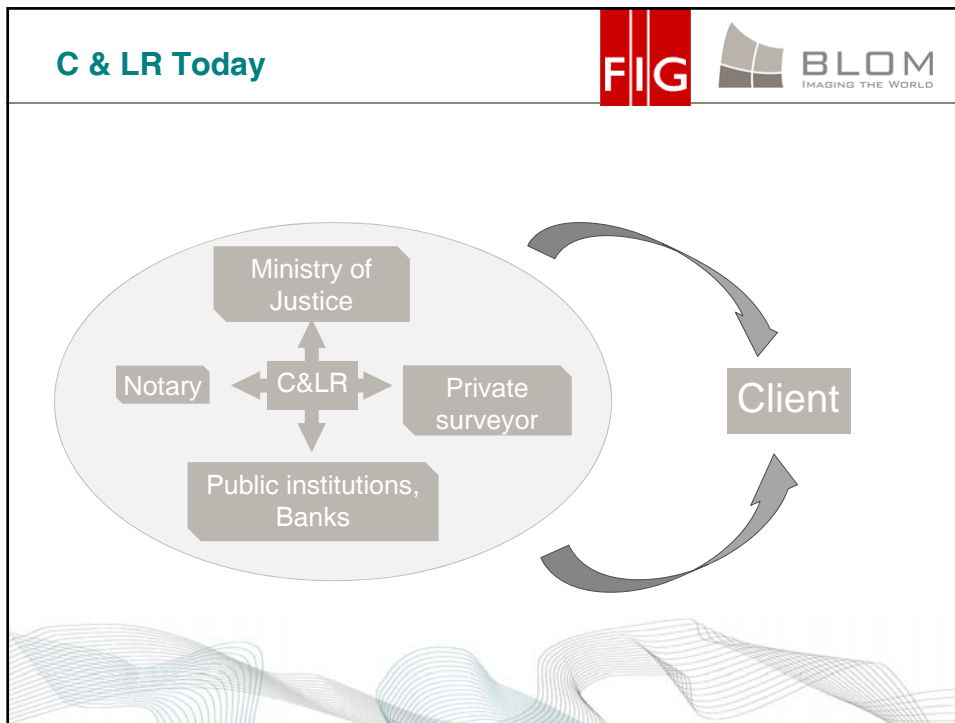 C & LR Today
FIG
BLOM
IMAGING THE WORLD
Ministry of
Justice
Notary
C&LR
Private
surveyor
Public institutions,
Banks
Client